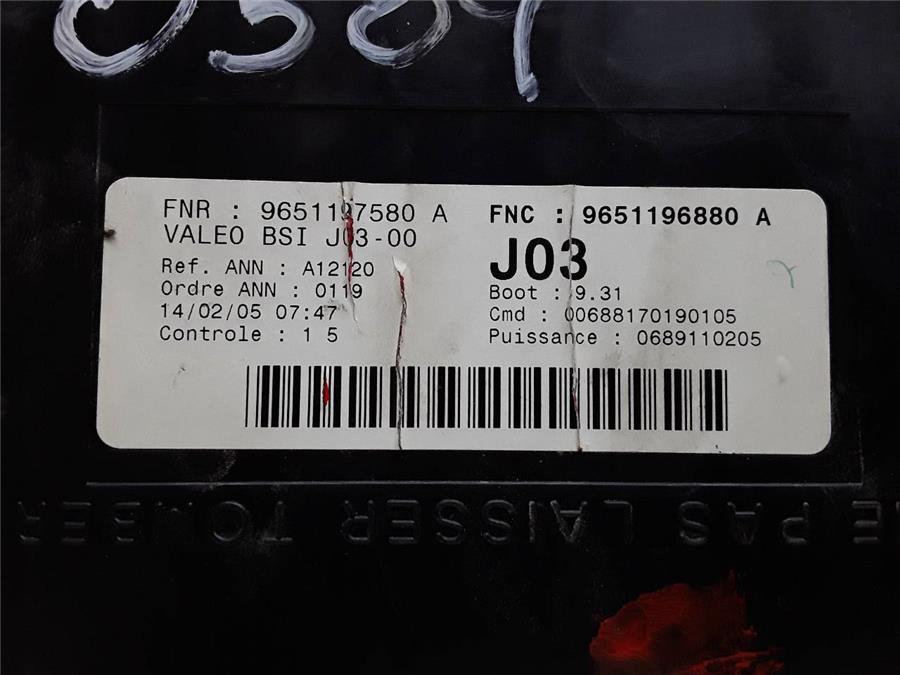 FNR : 9651197580 A
VALEO BSI J03-00
Ref. ANN : A12120
Ordre ANN : 0119
14/02/05 07:47
Controle : 1 5
FNC : 9651196880 A
J03
Boot : 9.31
Cmd : 00688170190105
Puissance : 0689110205
NE PAS LAISSER TOMBER